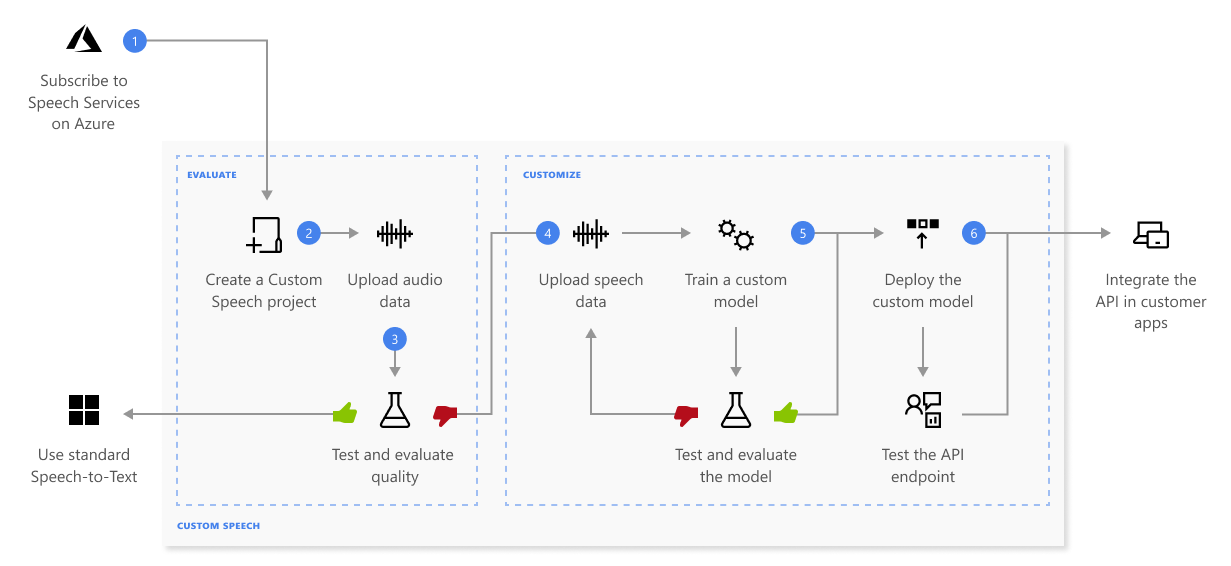 1
Subscribe to
Speech Services
on Azure
EVALUATE
2
Create a Custom
Speech project
Upload audio
data
3
Test and evaluate
quality
Use standard
Speech-to-Text
CUSTOMIZE
4
Upload speech
data
Train a custom
model
5
Test and evaluate
the model
Deploy the
custom model
6
Test the API
endpoint
Integrate the
API in customer
apps
CUSTOM SPEECH